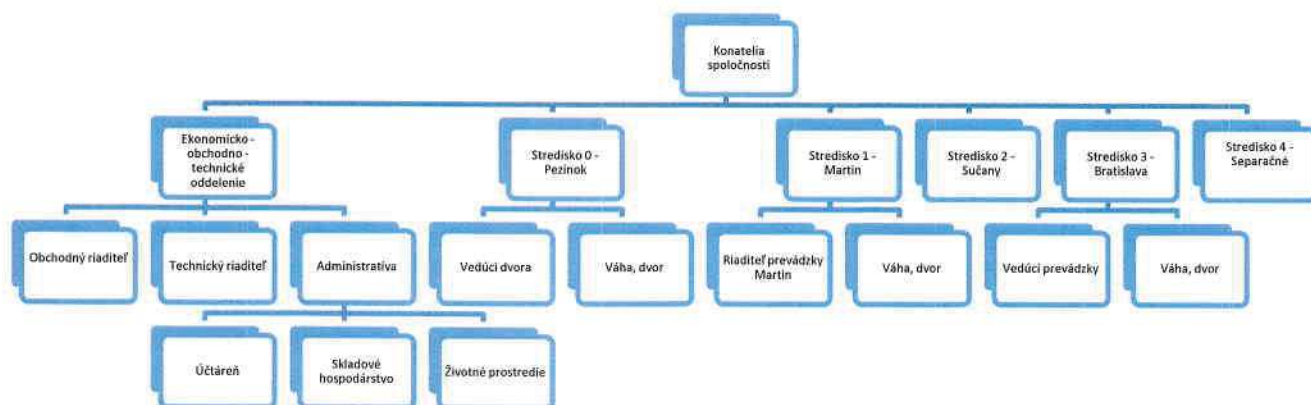 Konatelia
spoločnosti
Ekonomicko -
obchodno -
technické
oddelenie
Stredisko 0 -
Pezinok
Stredisko 1 -
Martin
Stredisko 2 -
Sučany
Stredisko 3 -
Bratislava
Stredisko 4 -
Separačné
Obchodný riaditeľ
Technický riaditeľ
Administratíva
Vedúci dvora
Váha, dvor
Riaditeľ prevádzky
Martin
Váha, dvor
Vedúci prevádzky
Váha, dvor
Účtáreň
Skladové
hospodárstvo
Životné prostredie